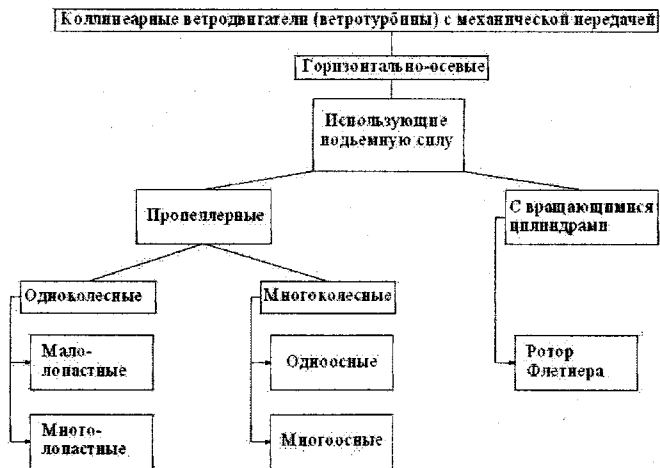 Коллинеарные ветродвигатели (ветротурбины) с механической передачей
Горизонтально-осевые
Использующие
подъемную силу
Пропеллерные
С вращающимися
цилиндрами
Одноколесные
Многоколесные
Мало-
лопастные
Одноосные
Ротор
Флетнера
Много-
лопастные
Многоосные